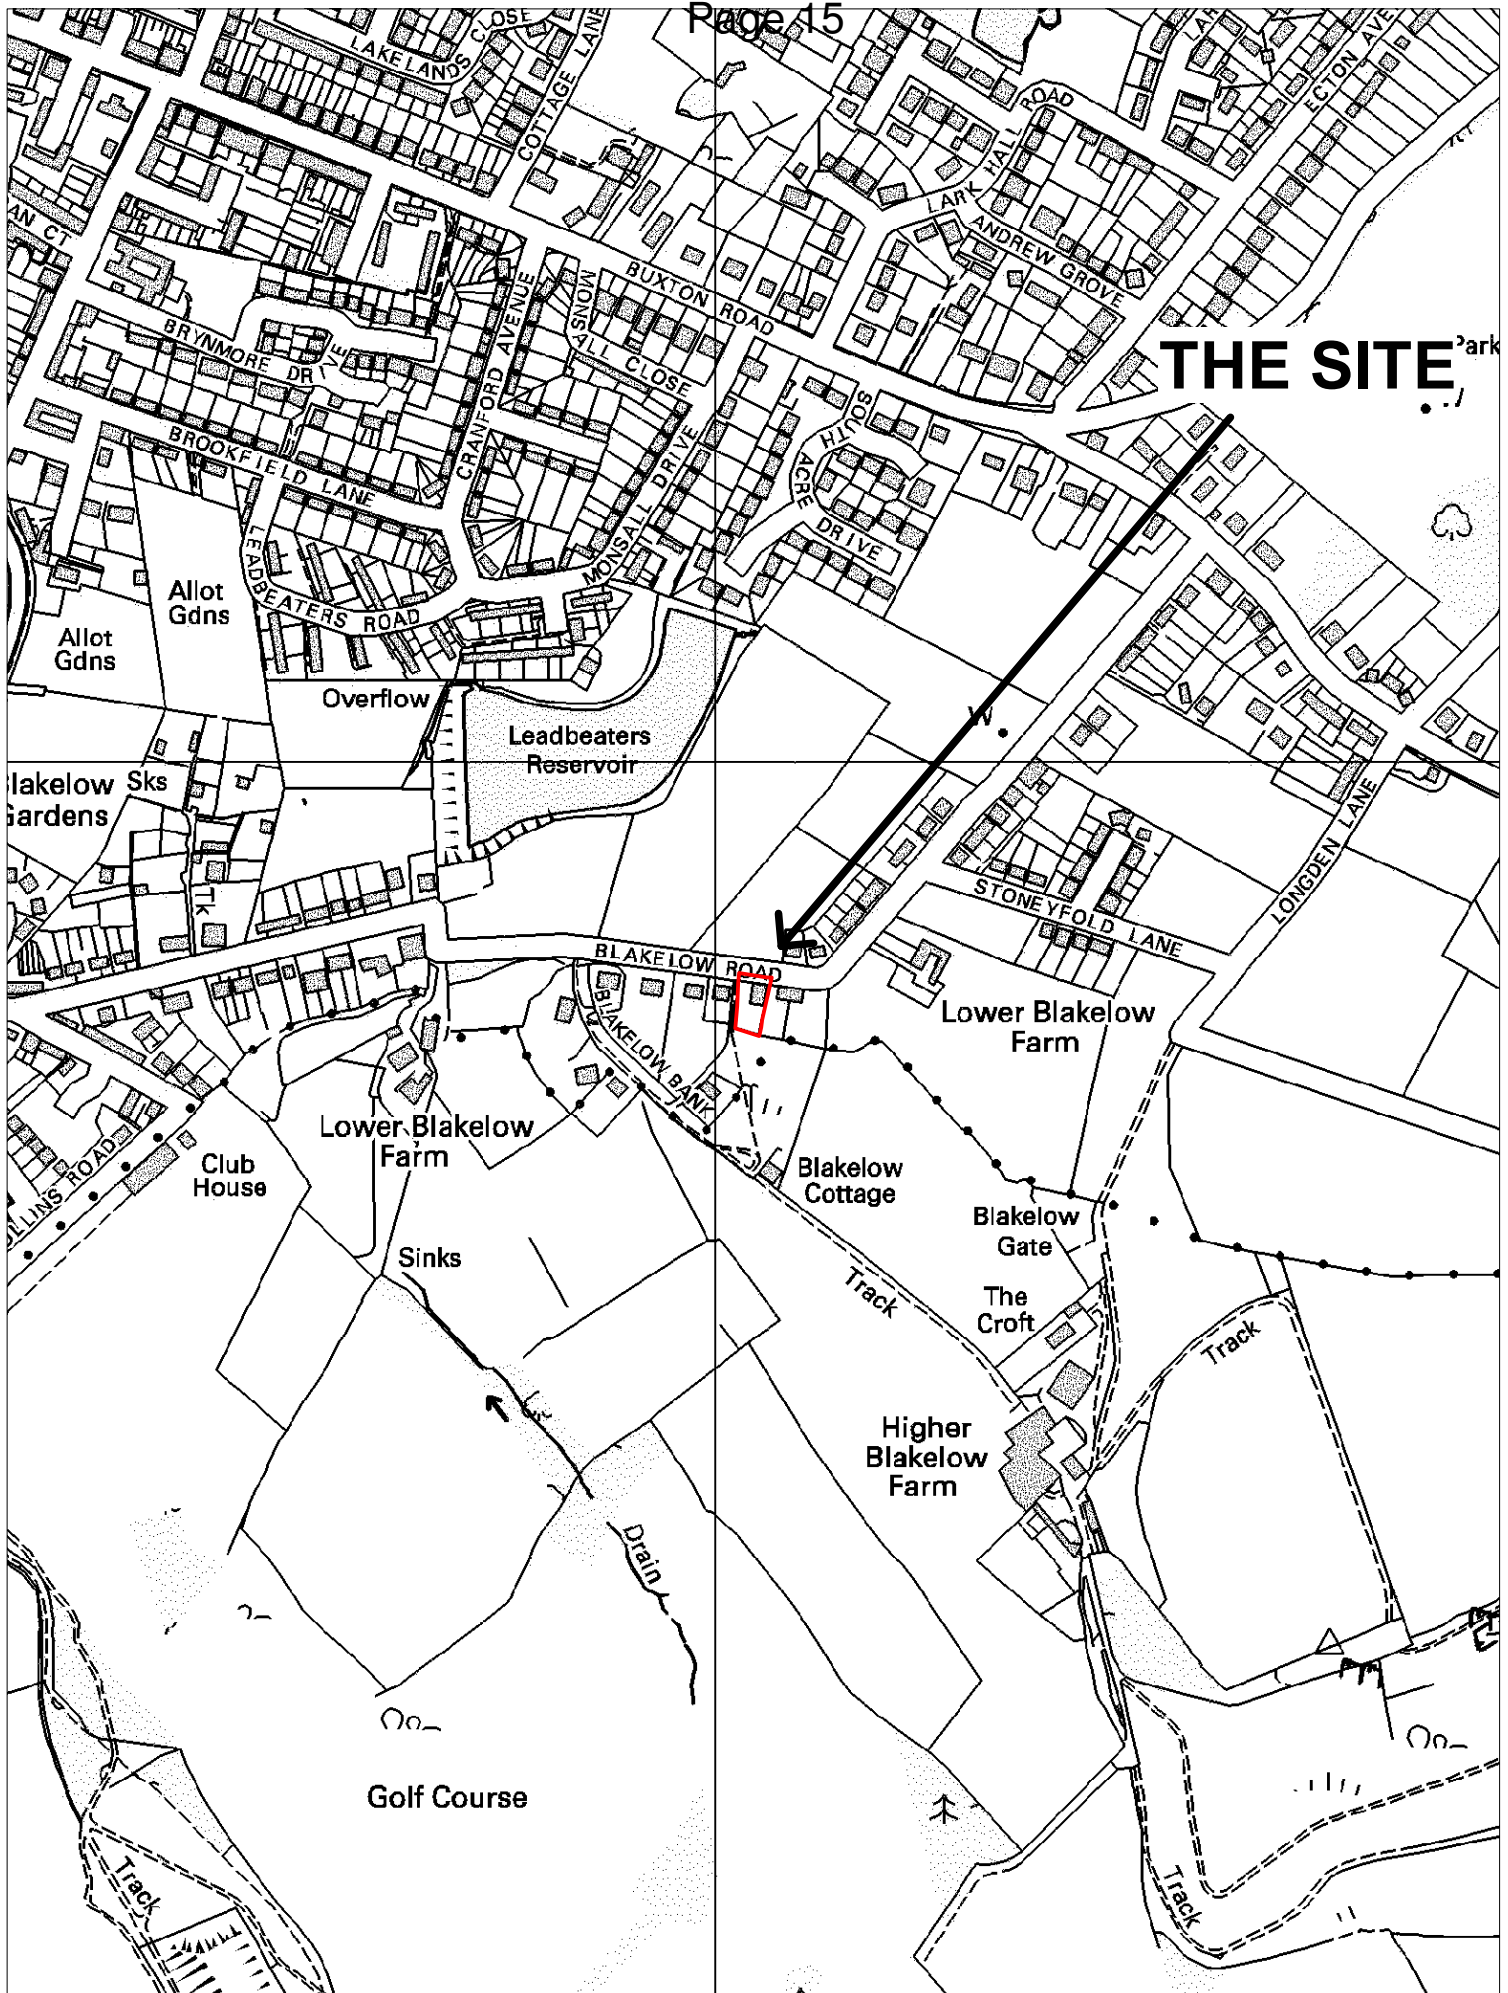 Page 15
LAKELANDS CLOSE
COTTAGE LANE
ROAD
ECTON AVE
LARK HALL
ANDREW GROVE
AN CT
BUXTON ROAD
MONSALL CLOSE
CRANFORD AVENUE
BRYNMORE DRIVE
THE SITE
Park
BROOKFIELD LANE
SOUTH
ACRE
DRIVE
MONSALL DRIVE
LEADBEATERS ROAD
Allot
Gdns
Allot
Gdns
Overflow
Leadbeaters
Reservoir
W
Blakelow
Gardens
Sks
Tk
LONGDEN LANE
STONEYFOLD LANE
BLAKELOW ROAD
BLAKELOW BANK
Lower Blakelow
Farm
Lower Blakelow
Farm
Club
House
LLINS ROAD
Blakelow
Cottage
Blakelow
Gate
Sinks
Track
The
Croft
Track
Higher
Blakelow
Farm
Drain
Golf Course
Track
Track